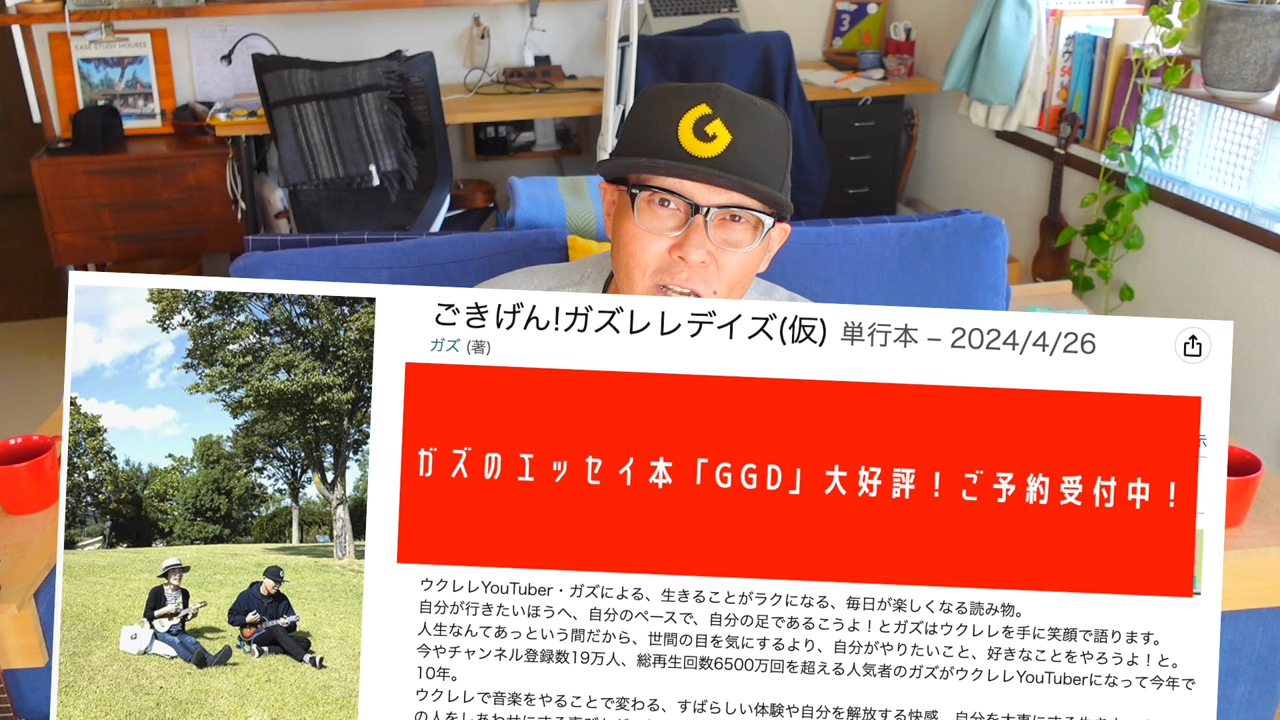 CASE STUDY HOUSES
3
G
ごきげん!ガズレレデイズ(仮) 単行本 – 2024/4/26
ガズ (著)
ガズのエッセイ本「GGD」大好評！ご予約受付中！
ウクレレYouTuber・ガズによる、生きることがラクになる、毎日が楽しくなる読み物。
自分が行きたいほうへ、自分のペースで、自分の足であるこうよ！とガズはウクレレを手に笑顔で語ります。
人生なんてあっという間だから、世間の目を気にするより、自分がやりたいこと、好きなことをやろうよ！と。
今やチャンネル登録数19万人、総再生回数6500万回を超える人気者のガズがウクレレYouTuberになって今年で
10年。
ウクレレで音楽をやることで変わる、すばらしい体験や自分を解放する快感、自分を大事にする
の人をしあわせにする